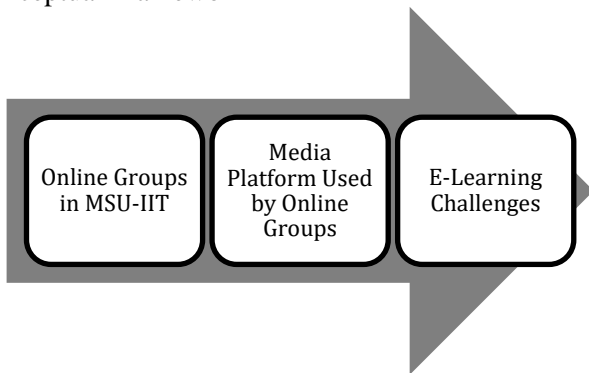 Online Groups
in MSU-IIT
Media
Platform Used
by Online
Groups
E-Learning
Challenges